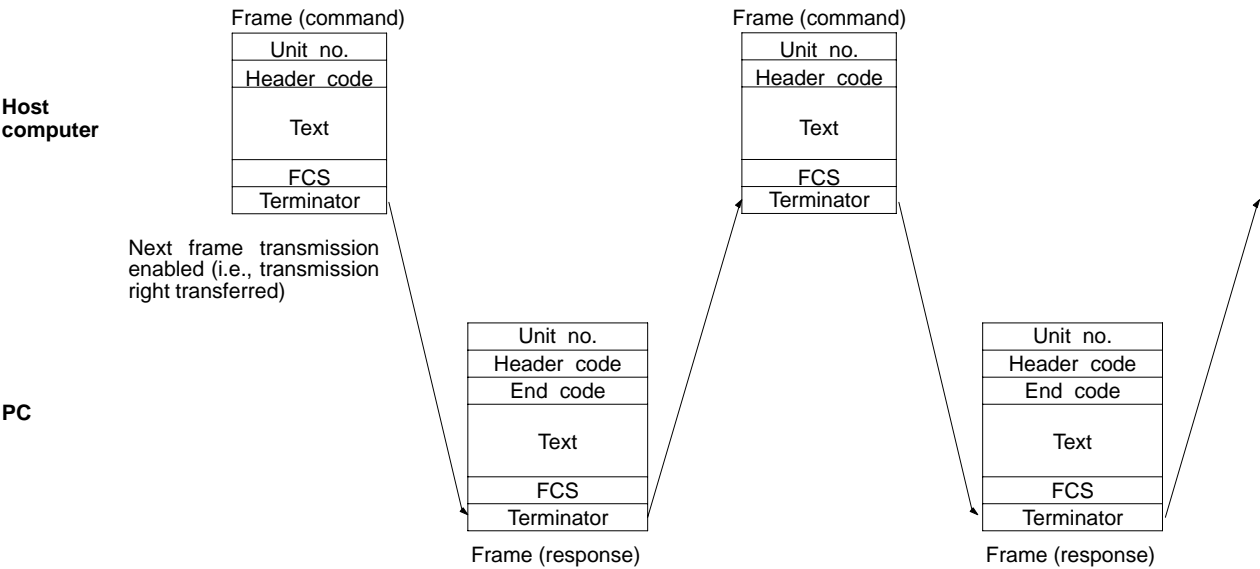 Frame (command)
Unit no.
Header code
Text
FCS
Terminator
Frame (command)
Unit no.
Header code
Text
FCS
Terminator
Host
computer
Next frame transmission
enabled (i.e., transmission
right transferred)
PC
Unit no.
Header code
End code
Text
FCS
Terminator
Frame (response)
Unit no.
Header code
End code
Text
FCS
Terminator
Frame (response)